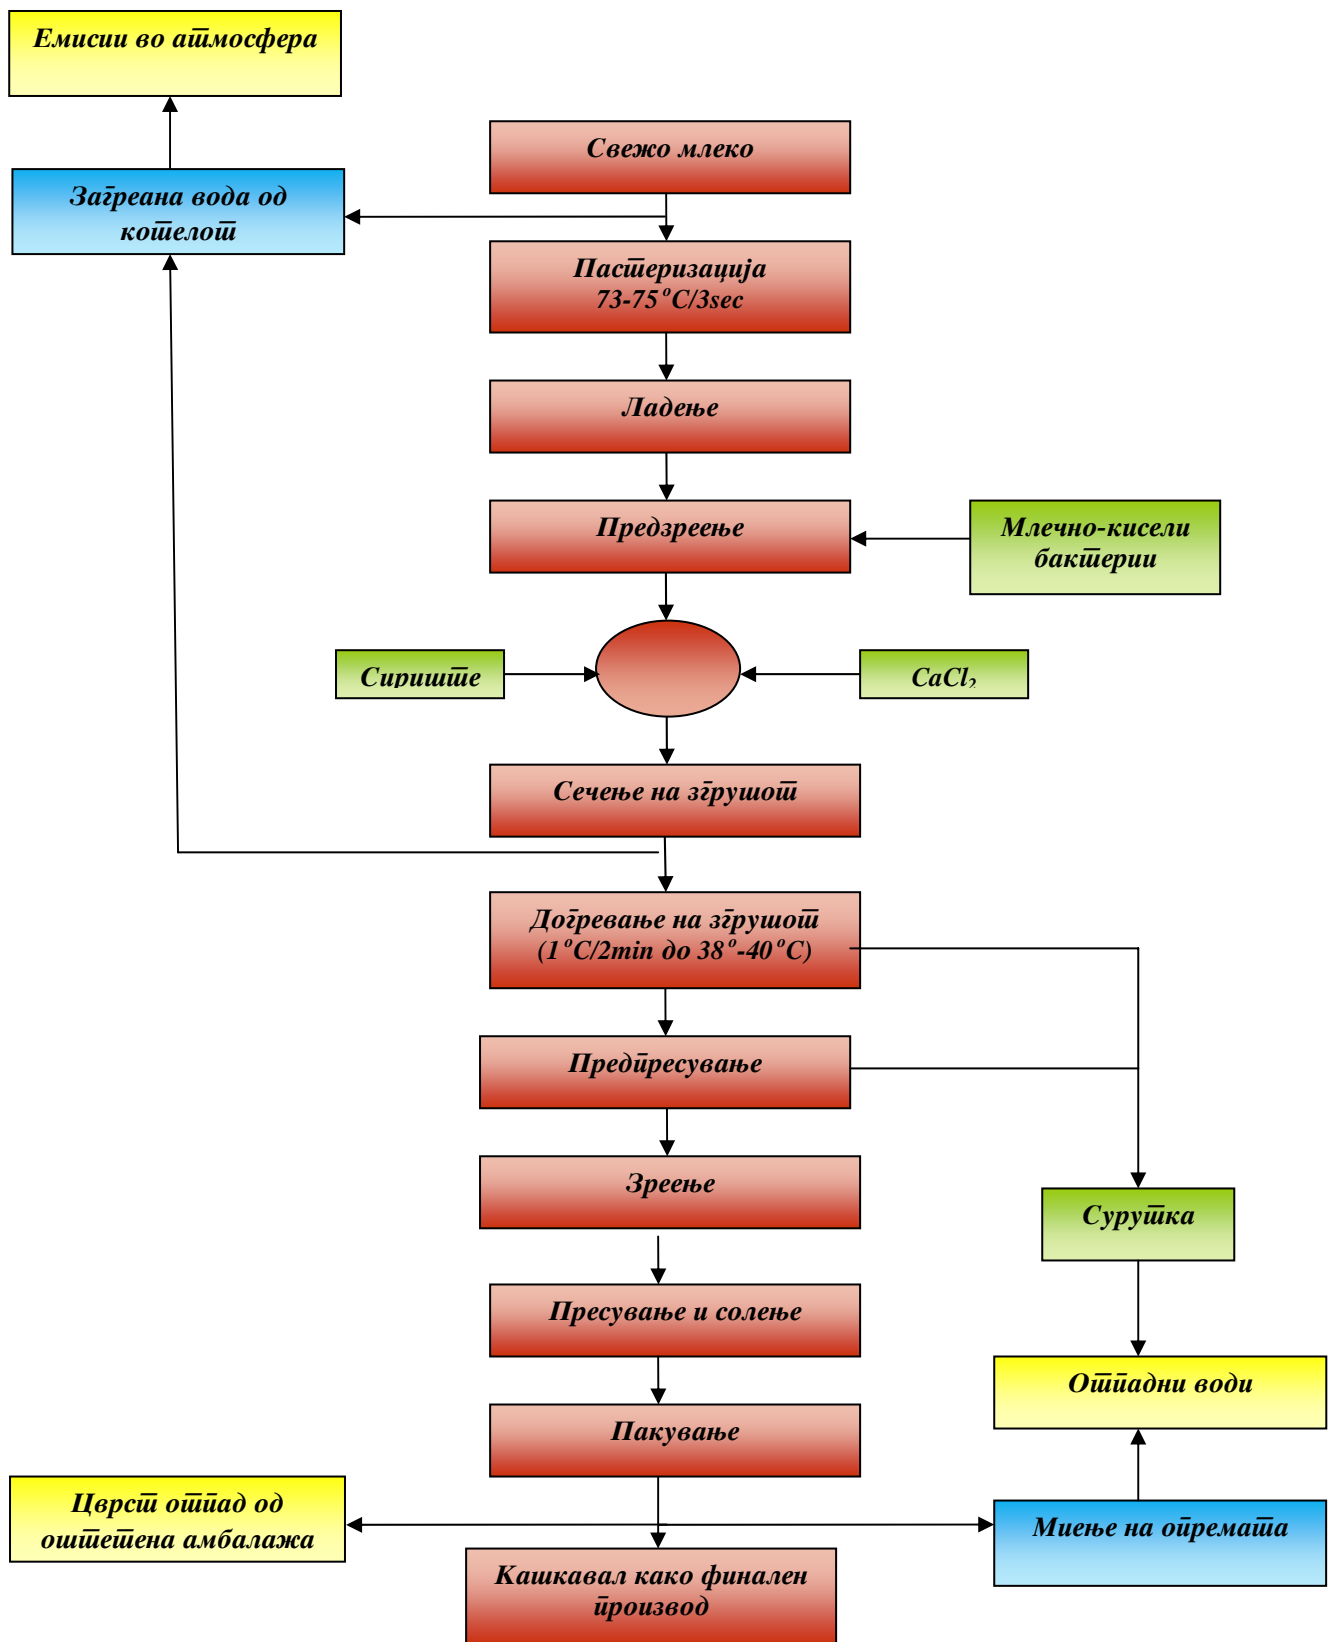 Емисии во атмосфера
Свежо млеко
Загреана вода од
котелот
Пастеризација
73-75°C/3sec
Ладење
Предзреење
Млечно-кисели
бактерии
Сириште
CaCl₂
Сечење на згрушот
Догревање на згрушот
(1°C/2min до 38°-40°C)
Предпресување
Зреење
Сурутка
Пресување и солење
Отпадни води
Пакување
Цврст отпад од
оштетена амбалажа
Миење на опремата
Кашкавал како финален
производ